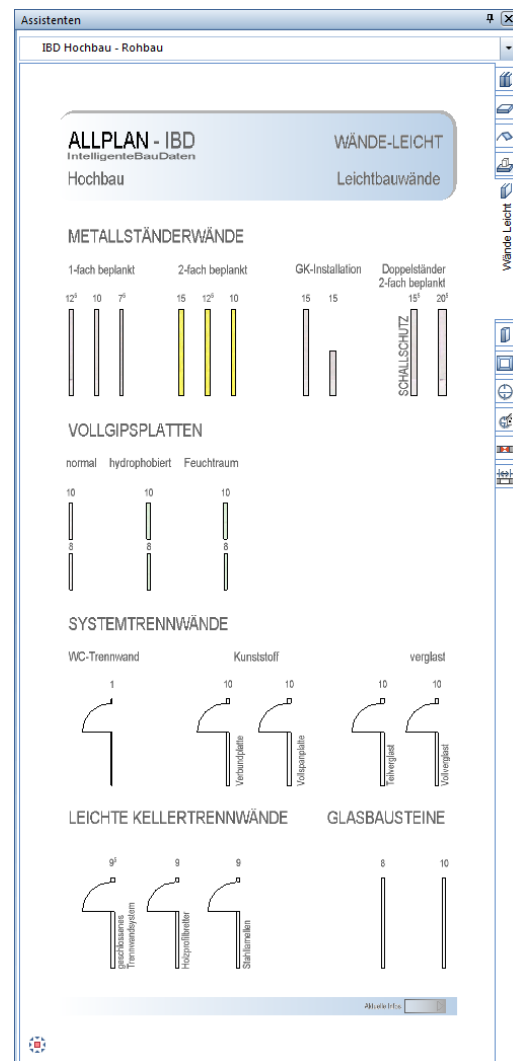 Assistenten
IBD Hochbau - Rohbau
ALLPLAN - IBD WÄNDE-LEICHT
IntelligenteBauDaten
Hochbau Leichtbauwände
Wände Leicht
METALLSTÄNDERWÄNDE
1-fach beplankt 2-fach beplankt GK-Installation Doppelständer
2-fach beplankt
12⁵ 10 7⁵ 15 12⁵ 10 15 15 15⁵ 20⁵
SCHALLSCHUTZ
VOLLGIPSPLATTEN
normal hydrophobiert Feuchtraum
10 10 10
8 8 8
SYSTEMTRENNWÄNDE
WC-Trennwand Kunststoff verglast
1 10 10 10 10
Verbundplatte Vollspanplatte Teilverglast Vollverglast
LEICHTE KELLERTRENNWÄNDE GLASBAUSTEINE
9⁵ 9 9 8 10
geschlossenes
Trennwandsystem
Holzprofilbretter
Stahllamellen
Aktuelle Infos